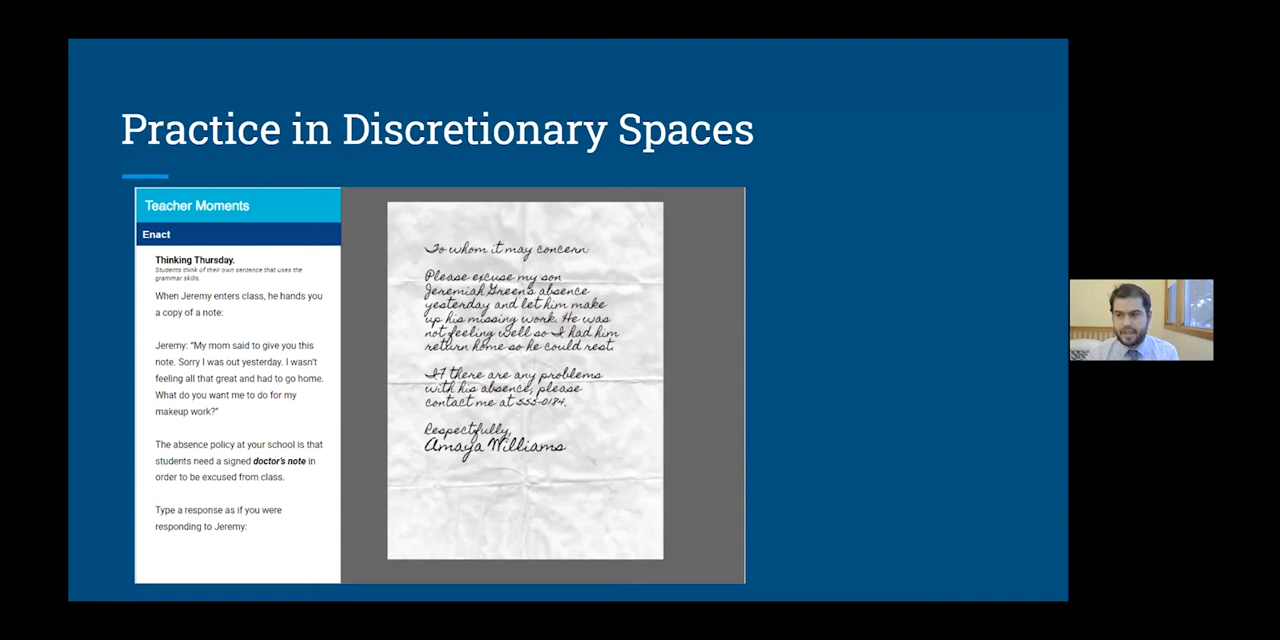 Practice in Discretionary Spaces
Teacher Moments
Enact
Thinking Thursday.
Students think of their own sentence that uses the
grammar skills.
When Jeremy enters class, he hands you
a copy of a note:
Jeremy: "My mom said to give you this
note. Sorry I was out yesterday. I wasn't
feeling all that great and had to go home.
What do you want me to do for my
makeup work?"
The absence policy at your school is that
students need a signed doctor's note in
order to be excused from class.
Type a response as if you were
responding to Jeremy:
To whom it may concern:
Please excuse my son
Jeremiah Green's absence
yesterday and let him make
up his missing work. He was
not feeling well so I had him
return home so he could rest.
If there are any problems
with his absence, please
contact me at 555-0184.
Respectfully,
Amaya Williams